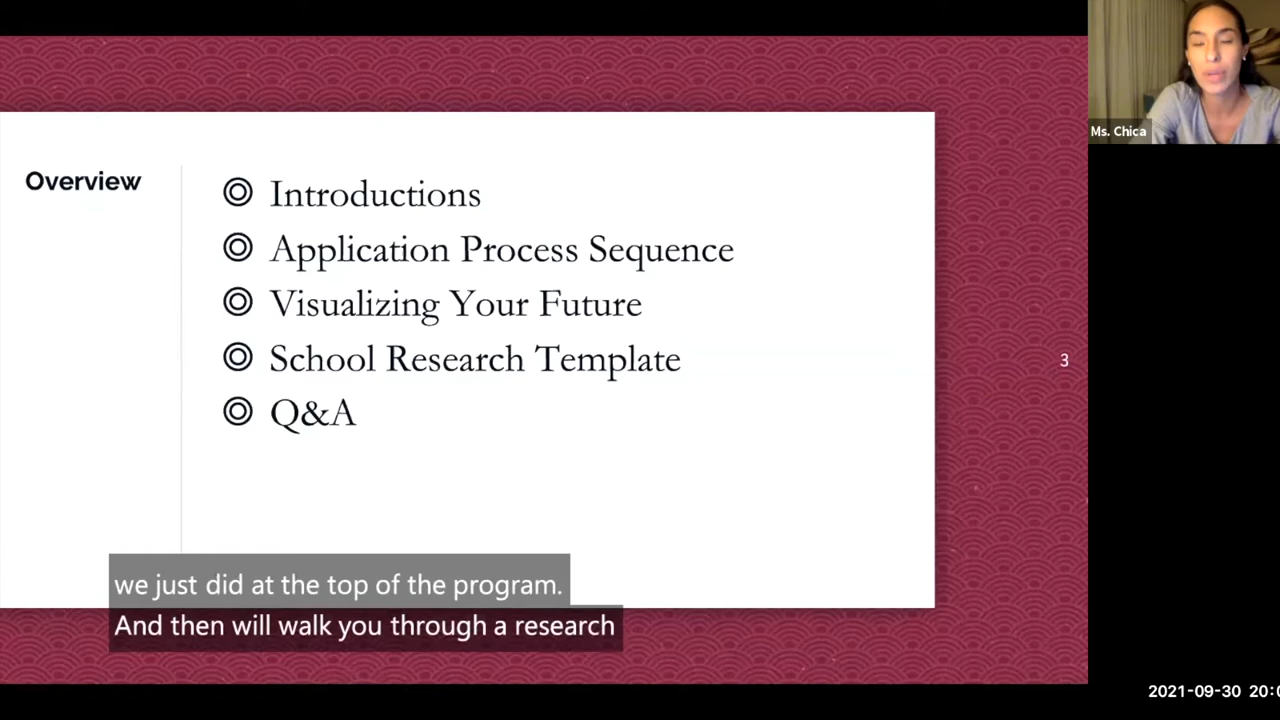 Overview
Introductions
Application Process Sequence
Visualizing Your Future
School Research Template
Q&A
3
we just did at the top of the program.
And then will walk you through a research
Ms. Chica
2021-09-30 20:0